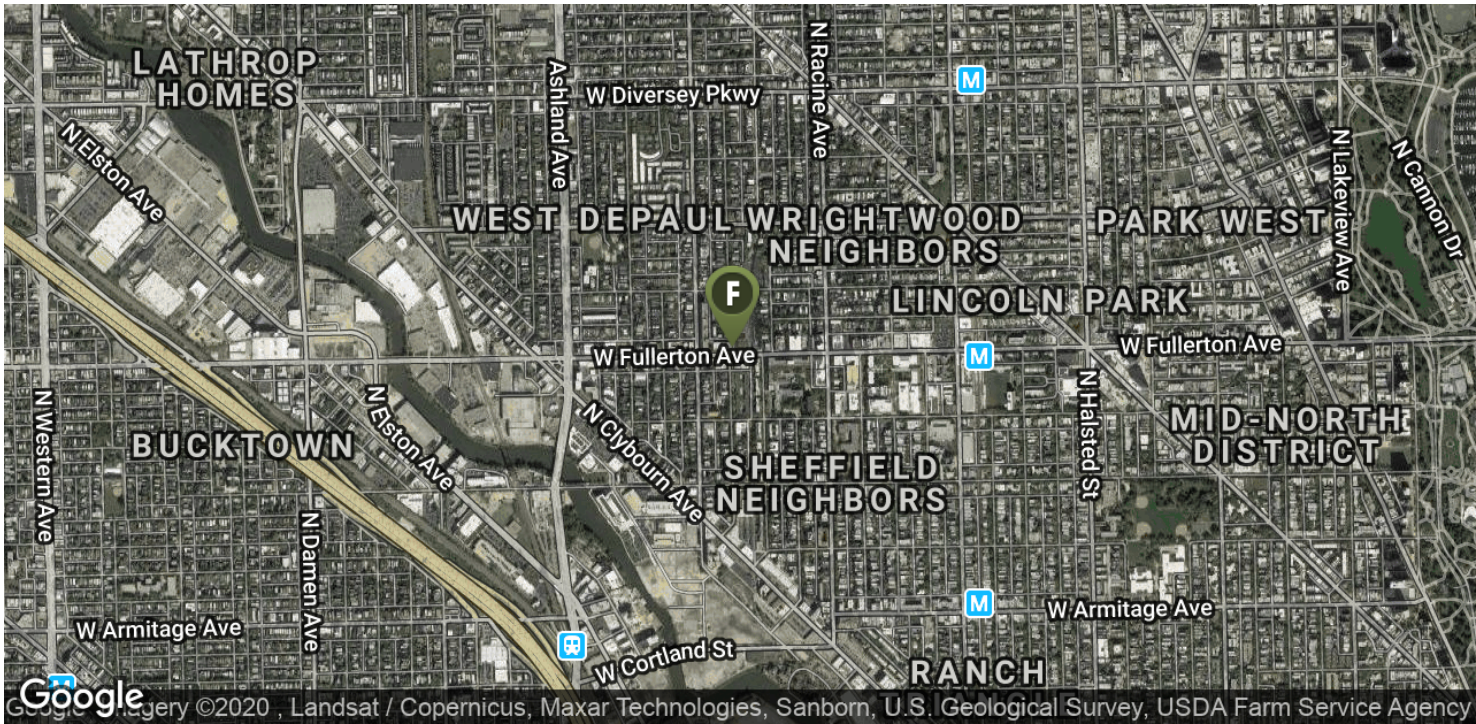 LATHROP
HOMES
N Elston Ave
Ashland Ave
W Diversey Pkwy
N Racine Ave
M
N Lakeview Ave
N Cannon Dr
WEST DEPAUL
WRIGHTWOOD
NEIGHBORS
PARK WEST
F
LINCOLN PARK
W Fullerton Ave
M
W Fullerton Ave
N Western Ave
BUCKTOWN
N Elston Ave
N Clybourn Ave
SHEFFIELD
NEIGHBORS
N Halsted St
MID-NORTH
DISTRICT
N Damen Ave
W Armitage Ave
M
W Armitage Ave
W Cortland St
RANCH
TRIANGLE
Google
Imagery ©2020 , Landsat / Copernicus, Maxar Technologies, Sanborn, U.S. Geological Survey, USDA Farm Service Agency